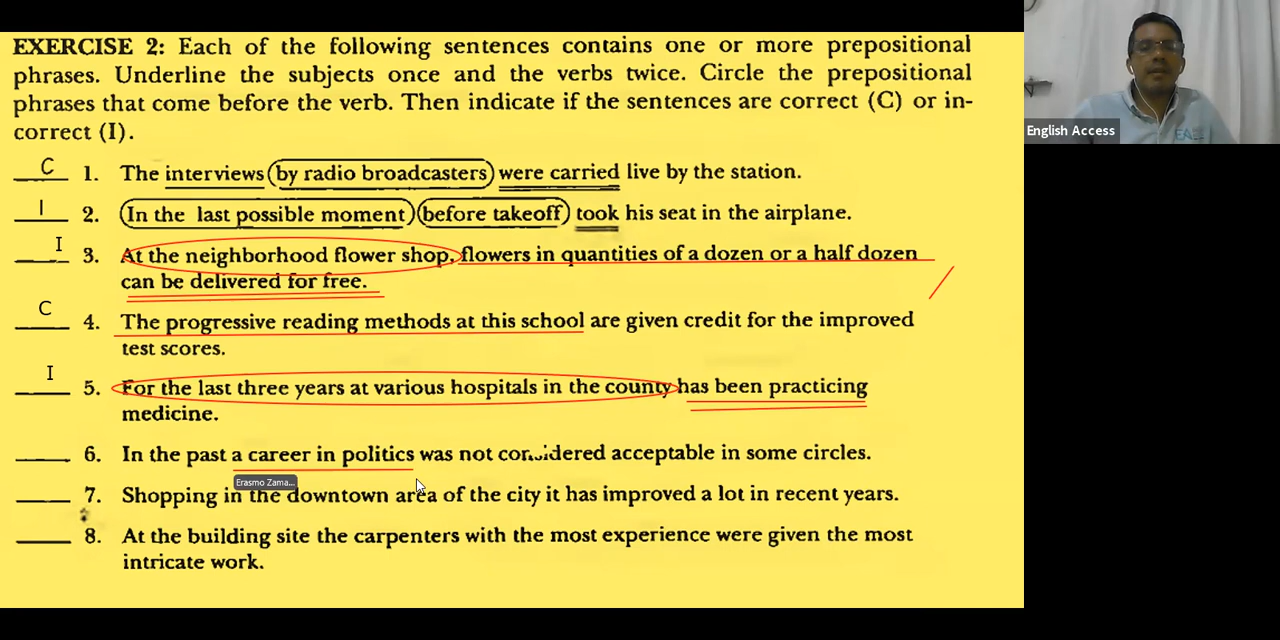 EXERCISE 2: Each of the following sentences contains one or more prepositional
phrases. Underline the subjects once and the verbs twice. Circle the prepositional
phrases that come before the verb. Then indicate if the sentences are correct (C) or in-
correct (I).
C 1. The interviews by radio broadcasters were carried live by the station.
I 2. In the last possible moment before takeoff took his seat in the airplane.
I 3. At the neighborhood flower shop, flowers in quantities of a dozen or a half dozen
can be delivered for free.
C 4. The progressive reading methods at this school are given credit for the improved
test scores.
I 5. For the last three years at various hospitals in the county has been practicing
medicine.
6. In the past a career in politics was not considered acceptable in some circles.
Erasmo Zama...
7. Shopping in the downtown area of the city it has improved a lot in recent years.
8. At the building site the carpenters with the most experience were given the most
intricate work.
English Access